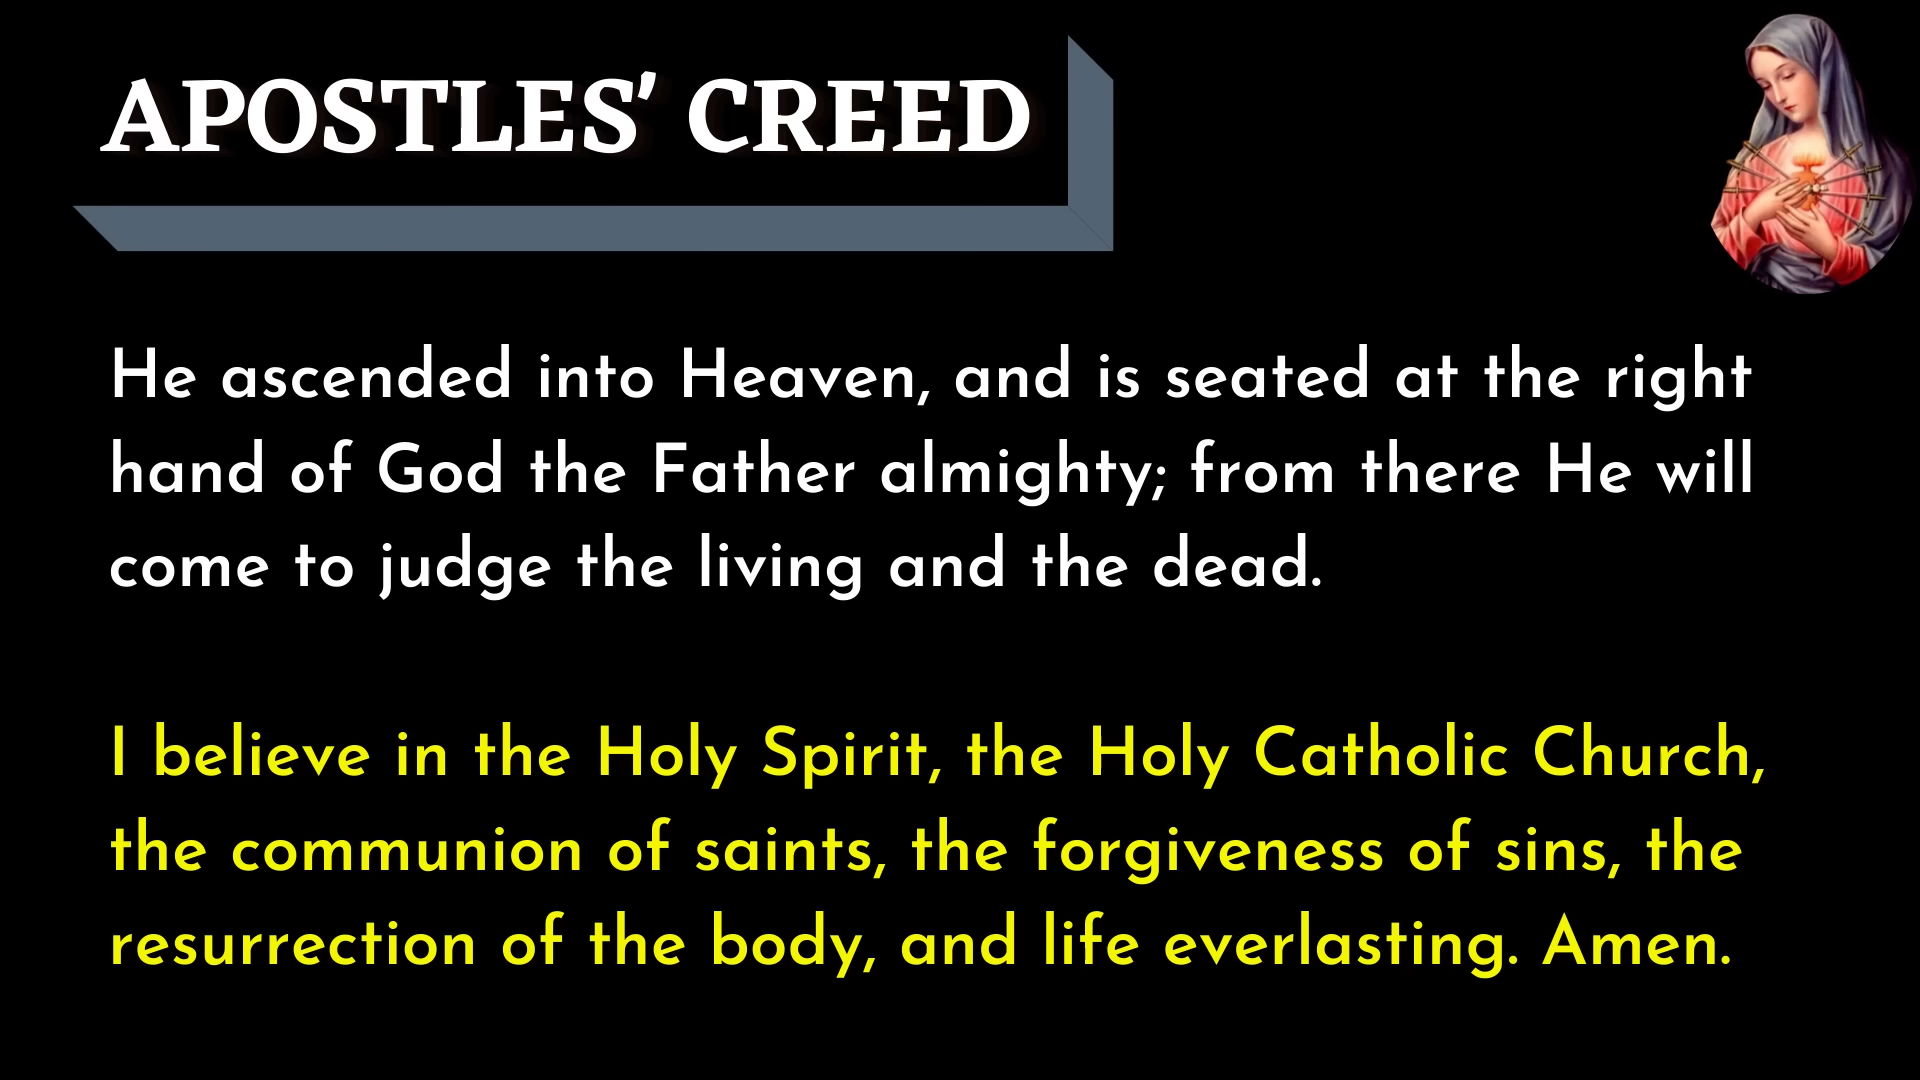 APOSTLES' CREED
He ascended into Heaven, and is seated at the right
hand of God the Father almighty; from there He will
come to judge the living and the dead.
I believe in the Holy Spirit, the Holy Catholic Church,
the communion of saints, the forgiveness of sins, the
resurrection of the body, and life everlasting. Amen.